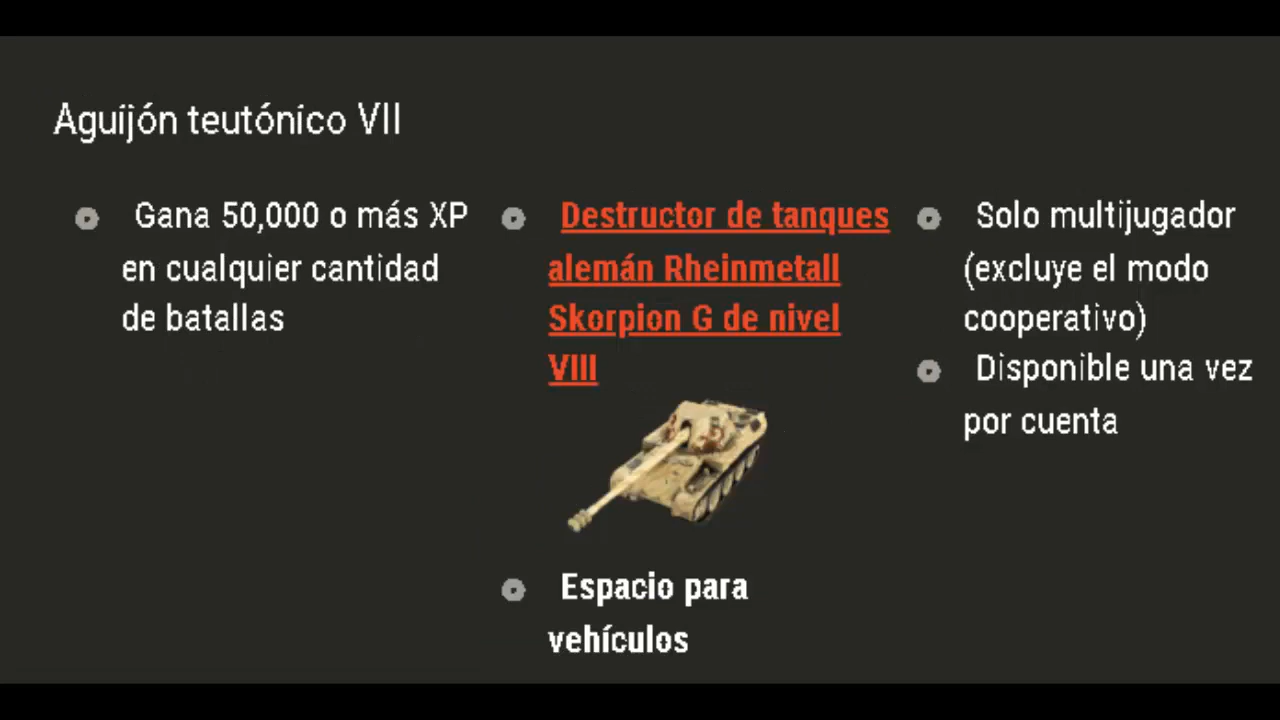 Aguijón teutónico VII
Gana 50,000 o más XP
en cualquier cantidad
de batallas
Destructor de tanques
alemán Rheinmetall
Skorpion G de nivel
VIII
Espacio para
vehículos
Solo multijugador
(excluye el modo
cooperativo)
Disponible una vez
por cuenta